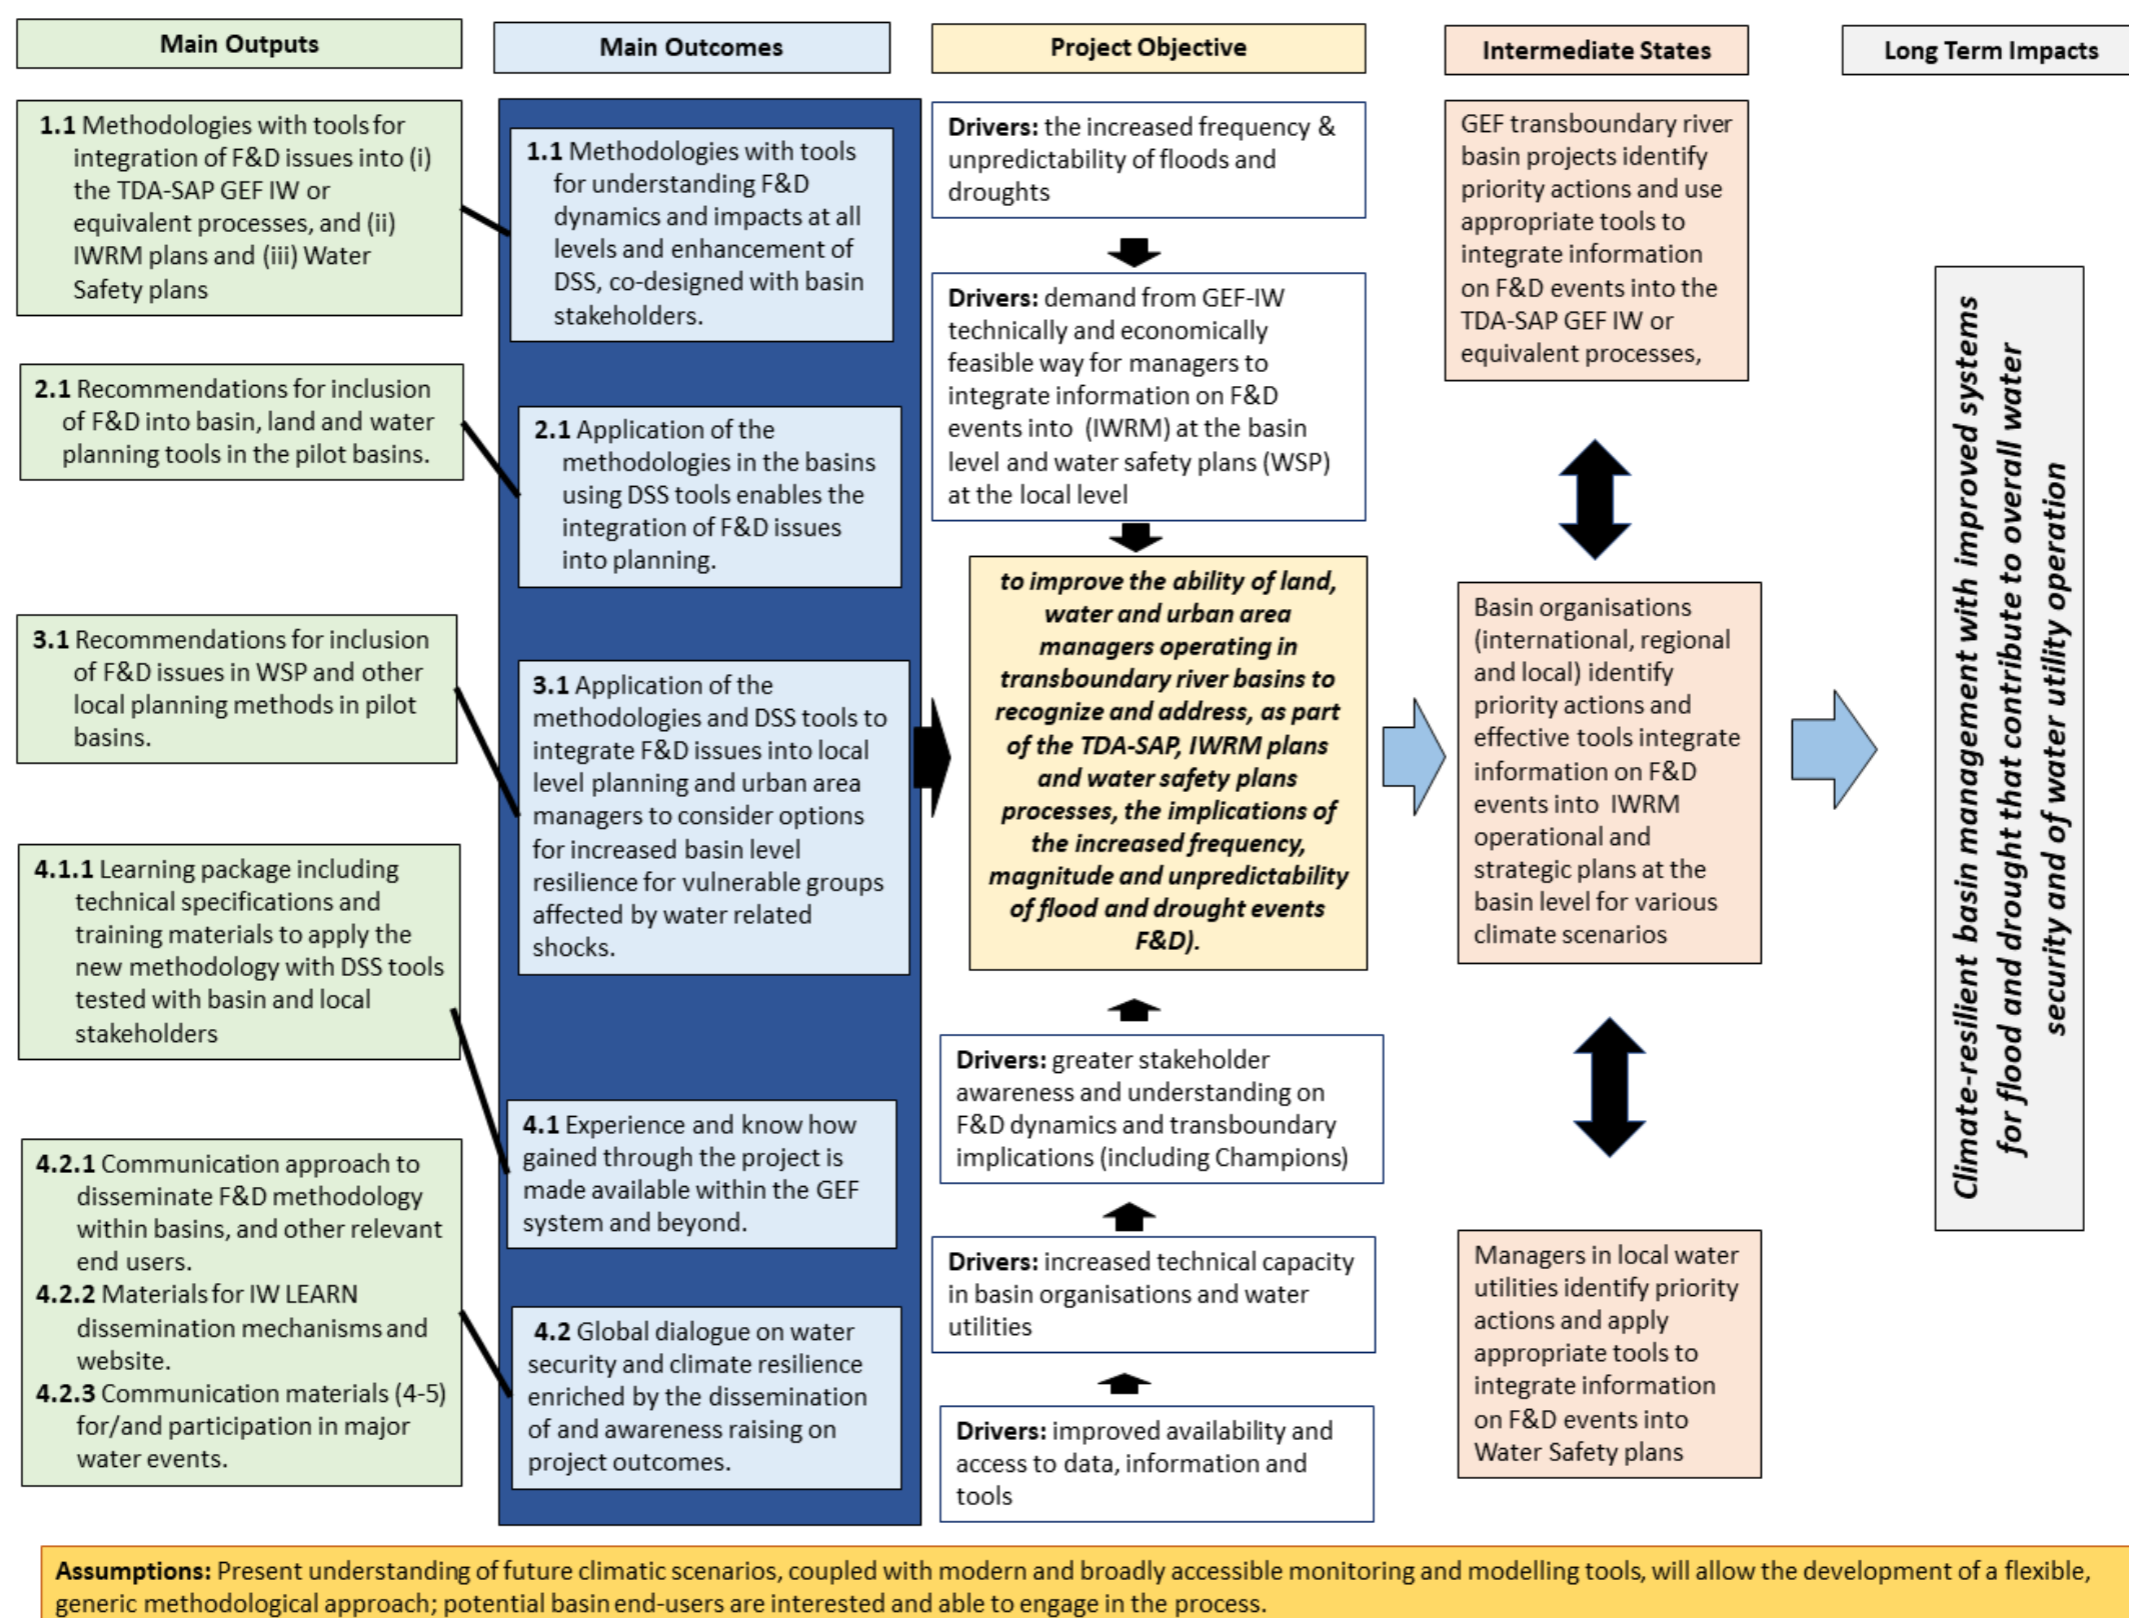 Main Outputs
1.1 Methodologies with tools for
integration of F&D issues into (i)
the TDA-SAP GEF IW or
equivalent processes, and (ii)
IWRM plans and (iii) Water
Safety plans
2.1 Recommendations for inclusion
of F&D into basin, land and water
planning tools in the pilot basins.
3.1 Recommendations for inclusion
of F&D issues in WSP and other
local planning methods in pilot
basins.
4.1.1 Learning package including
technical specifications and
training materials to apply the
new methodology with DSS tools
tested with basin and local
stakeholders
4.2.1 Communication approach to
disseminate F&D methodology
within basins, and other relevant
end users.
4.2.2 Materials for IW LEARN
dissemination mechanisms and
website.
4.2.3 Communication materials (4-5)
for/and participation in major
water events.
Main Outcomes
1.1 Methodologies with tools
for understanding F&D
dynamics and impacts at all
levels and enhancement of
DSS, co-designed with basin
stakeholders.
2.1 Application of the
methodologies in the basins
using DSS tools enables the
integration of F&D issues
into planning.
3.1 Application of the
methodologies and DSS tools to
integrate F&D issues into local
level planning and urban area
managers to consider options
for increased basin level
resilience for vulnerable groups
affected by water related
shocks.
4.1 Experience and know how
gained through the project is
made available within the GEF
system and beyond.
4.2 Global dialogue on water
security and climate resilience
enriched by the dissemination
of and awareness raising on
project outcomes.
Project Objective
Drivers: the increased frequency &
unpredictability of floods and
droughts
Drivers: demand from GEF-IW
technically and economically
feasible way for managers to
integrate information on F&D
events into (IWRM) at the basin
level and water safety plans (WSP)
at the local level
to improve the ability of land,
water and urban area
managers operating in
transboundary river basins to
recognize and address, as part
of the TDA-SAP, IWRM plans
and water safety plans
processes, the implications of
the increased frequency,
magnitude and unpredictability
of flood and drought events
F&D).
Drivers: greater stakeholder
awareness and understanding on
F&D dynamics and transboundary
implications (including Champions)
Drivers: increased technical capacity
in basin organisations and water
utilities
Drivers: improved availability and
access to data, information and
tools
Intermediate States
GEF transboundary river
basin projects identify
priority actions and use
appropriate tools to
integrate information
on F&D events into the
TDA-SAP GEF IW or
equivalent processes,
Basin organisations
(international, regional
and local) identify
priority actions and
effective tools integrate
information on F&D
events into IWRM
operational and
strategic plans at the
basin level for various
climate scenarios
Managers in local water
utilities identify priority
actions and apply
appropriate tools to
integrate information
on F&D events into
Water Safety plans
Long Term Impacts
Climate-resilient basin management with improved systems
for flood and drought that contribute to overall water
security and of water utility operation
Assumptions: Present understanding of future climatic scenarios, coupled with modern and broadly accessible monitoring and modelling tools, will allow the development of a flexible,
generic methodological approach; potential basin end-users are interested and able to engage in the process.